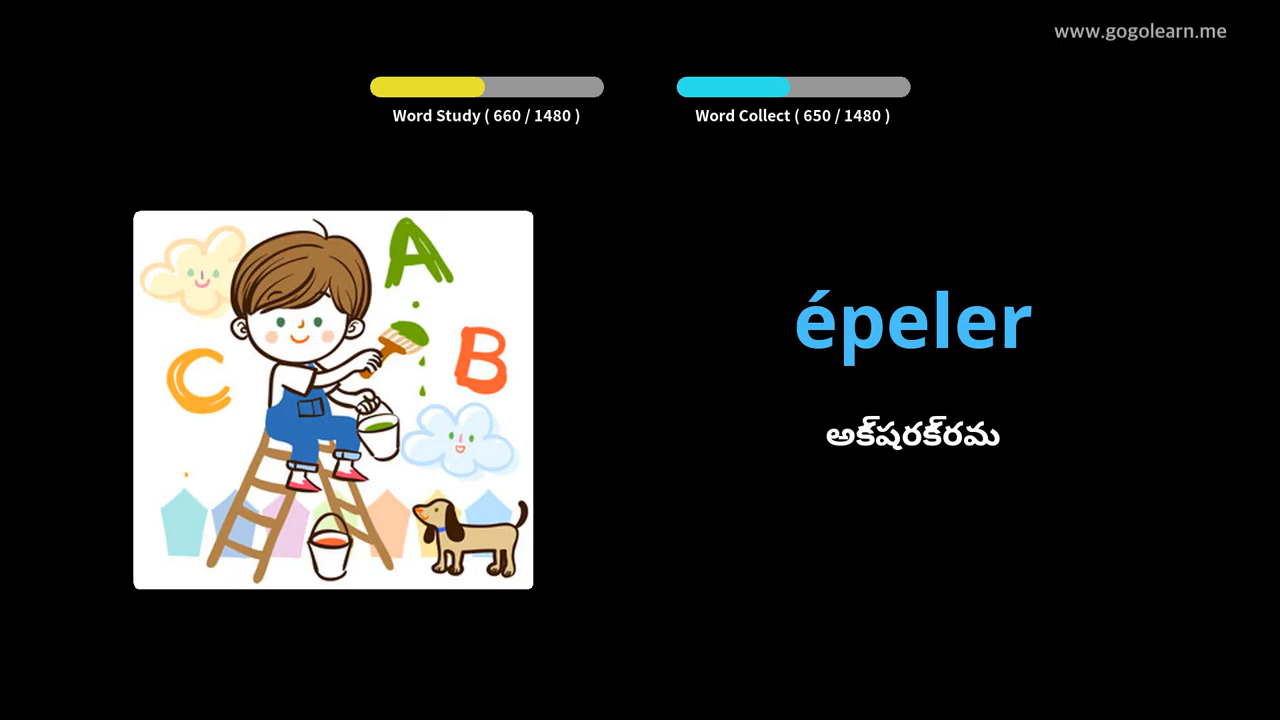 www.gogolearn.me
Word Study ( 660 / 1480 )
Word Collect ( 650 / 1480 )
A
B
C
épeler
అక్‌షరక్‌రమ